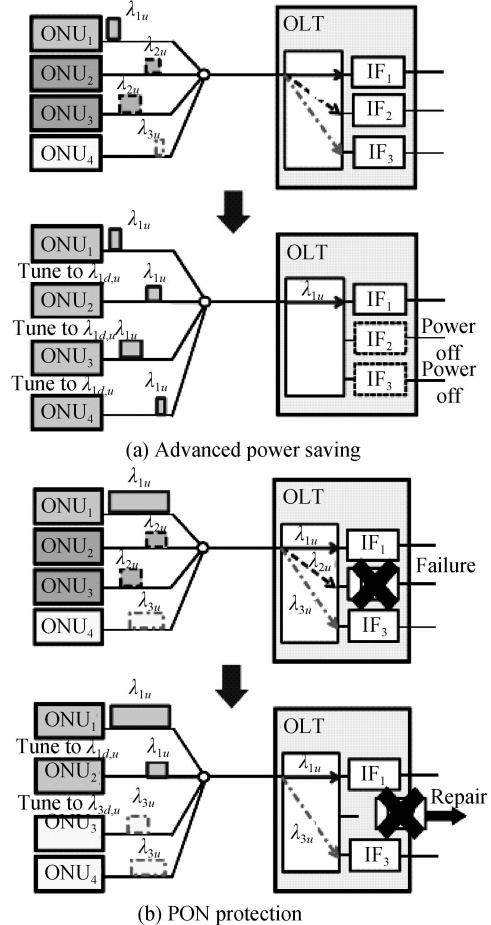 λ1u
OLT
ONU1
λ2u
ONU2
IF1
λ2u
ONU3
IF2
λ3u
ONU4
IF3
λ1u
OLT
ONU1
Tune to λ1d,u
λ1u
λ1u
ONU2
IF1
Tune to λ1d,u λ1u
Power off
IF2
ONU3
Power off
Tune to λ1d,u
λ1u
IF3
ONU4
(a) Advanced power saving
λ1u
OLT
ONU1
λ2u
λ1u
ONU2
IF1
λ2u
λ2u
Failure
ONU3
λ3u
λ3u
ONU4
IF3
λ1u
OLT
ONU1
Tune to λ1d,u
λ1u
λ1u
ONU2
IF1
Tune to λ3d,u
λ3u
Repair
ONU3
λ3u
λ3u
ONU4
IF3
(b) PON protection